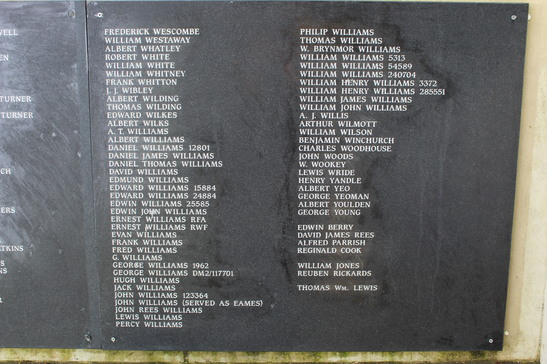 WELL
EN
TURNER
TURNER
CH
ERS
ATKINS
NS
FREDERICK WESCOMBE
WILLIAM WESTAWAY
ALBERT WHATLEY
ROBERT WHITE
WILLIAM WHITE
WILLIAM WHITNEY
FRANK WHITTON
J. J. WIBLEY
ALBERT WILDING
THOMAS WILDING
EDWARD WILKES
ALBERT WILKS
A. T. WILLIAMS
ALBERT WILLIAMS
DANIEL WILLIAMS 12801
DANIEL JAMES WILLIAMS
DANIEL THOMAS WILLIAMS
DAVID WILLIAMS
EDMUND WILLIAMS
EDWARD WILLIAMS 15884
EDWARD WILLIAMS 24884
EDWIN WILLIAMS 25585
EDWIN JOHN WILLIAMS
ERNEST WILLIAMS RFA
ERNEST WILLIAMS RWF
EVAN WILLIAMS
FRANK WILLIAMS
FRED WILLIAMS
G. WILLIAMS
GEORGE WILLIAMS 1962
GEORGE WILLIAMS DM2/117701
HUGH WILLIAMS
JACK WILLIAMS
JOHN WILLIAMS 123364
JOHN WILLIAMS (SERVED AS EAMES)
JOHN REES WILLIAMS
LEWIS WILLIAMS
PERCY WILLIAMS
PHILIP WILLIAMS
THOMAS WILLIAMS
W. BRYNMOR WILLIAMS
WILLIAM WILLIAMS 5313
WILLIAM WILLIAMS 54589
WILLIAM WILLIAMS 240704
WILLIAM HENRY WILLIAMS 3372
WILLIAM HENRY WILLIAMS 285551
WILLIAM JAMES WILLIAMS
WILLIAM JOHN WILLIAMS
A. J. WILLIS
ARTHUR WILMOTT
WILLIAM WILSON
BENJAMIN WINCHURCH
CHARLES WOODHOUSE
JOHN WOODS
W. WOOKEY
LEWIS WRIDE
HENRY YANDLE
ALBERT YEO
GEORGE YEOMAN
ALBERT YOULDEN
GEORGE YOUNG
EDWIN BERRY
DAVID JAMES REES
ALFRED PARRISH
REGINALD COOK
WILLIAM JONES
REUBEN RICKARDS
THOMAS Wm. LEWIS